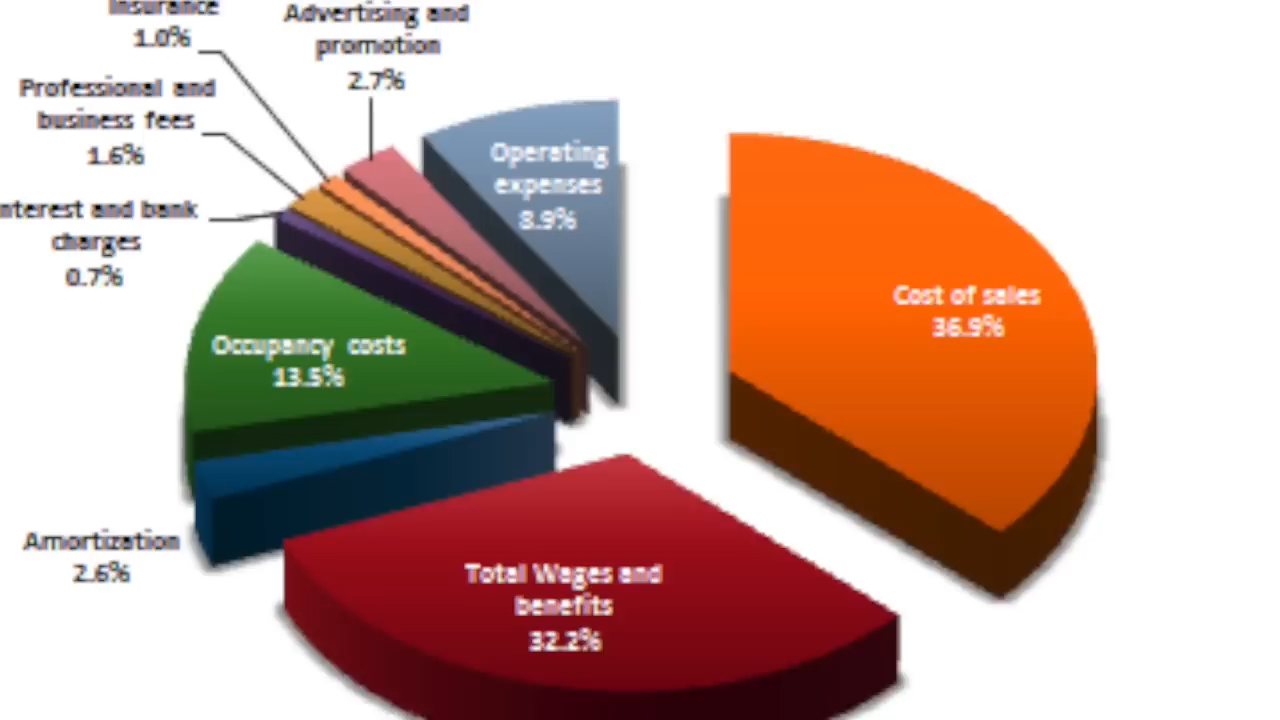 Insurance
1.0%
Advertising and
promotion
2.7%
Professional and
business fees
1.6%
nterest and bank
charges
0.7%
Operating
expenses
8.9%
Cost of sales
36.9%
Occupancy costs
13.5%
Amortization
2.6%
Total Wages and
benefits
32.2%